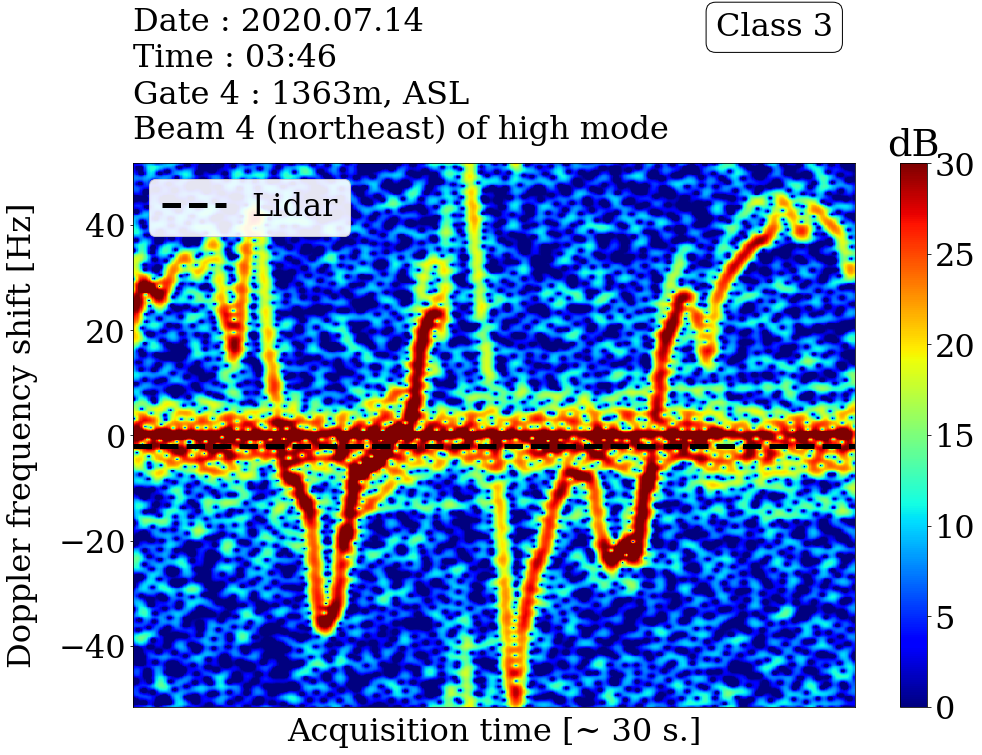 Date : 2020.07.14
Class 3
Time : 03:46
Gate 4 : 1363m, ASL
Beam 4 (northeast) of high mode
dB
Lidar
Doppler frequency shift [Hz]
40
20
0
−20
−40
30
25
20
15
10
5
0
Acquisition time [~ 30 s.]